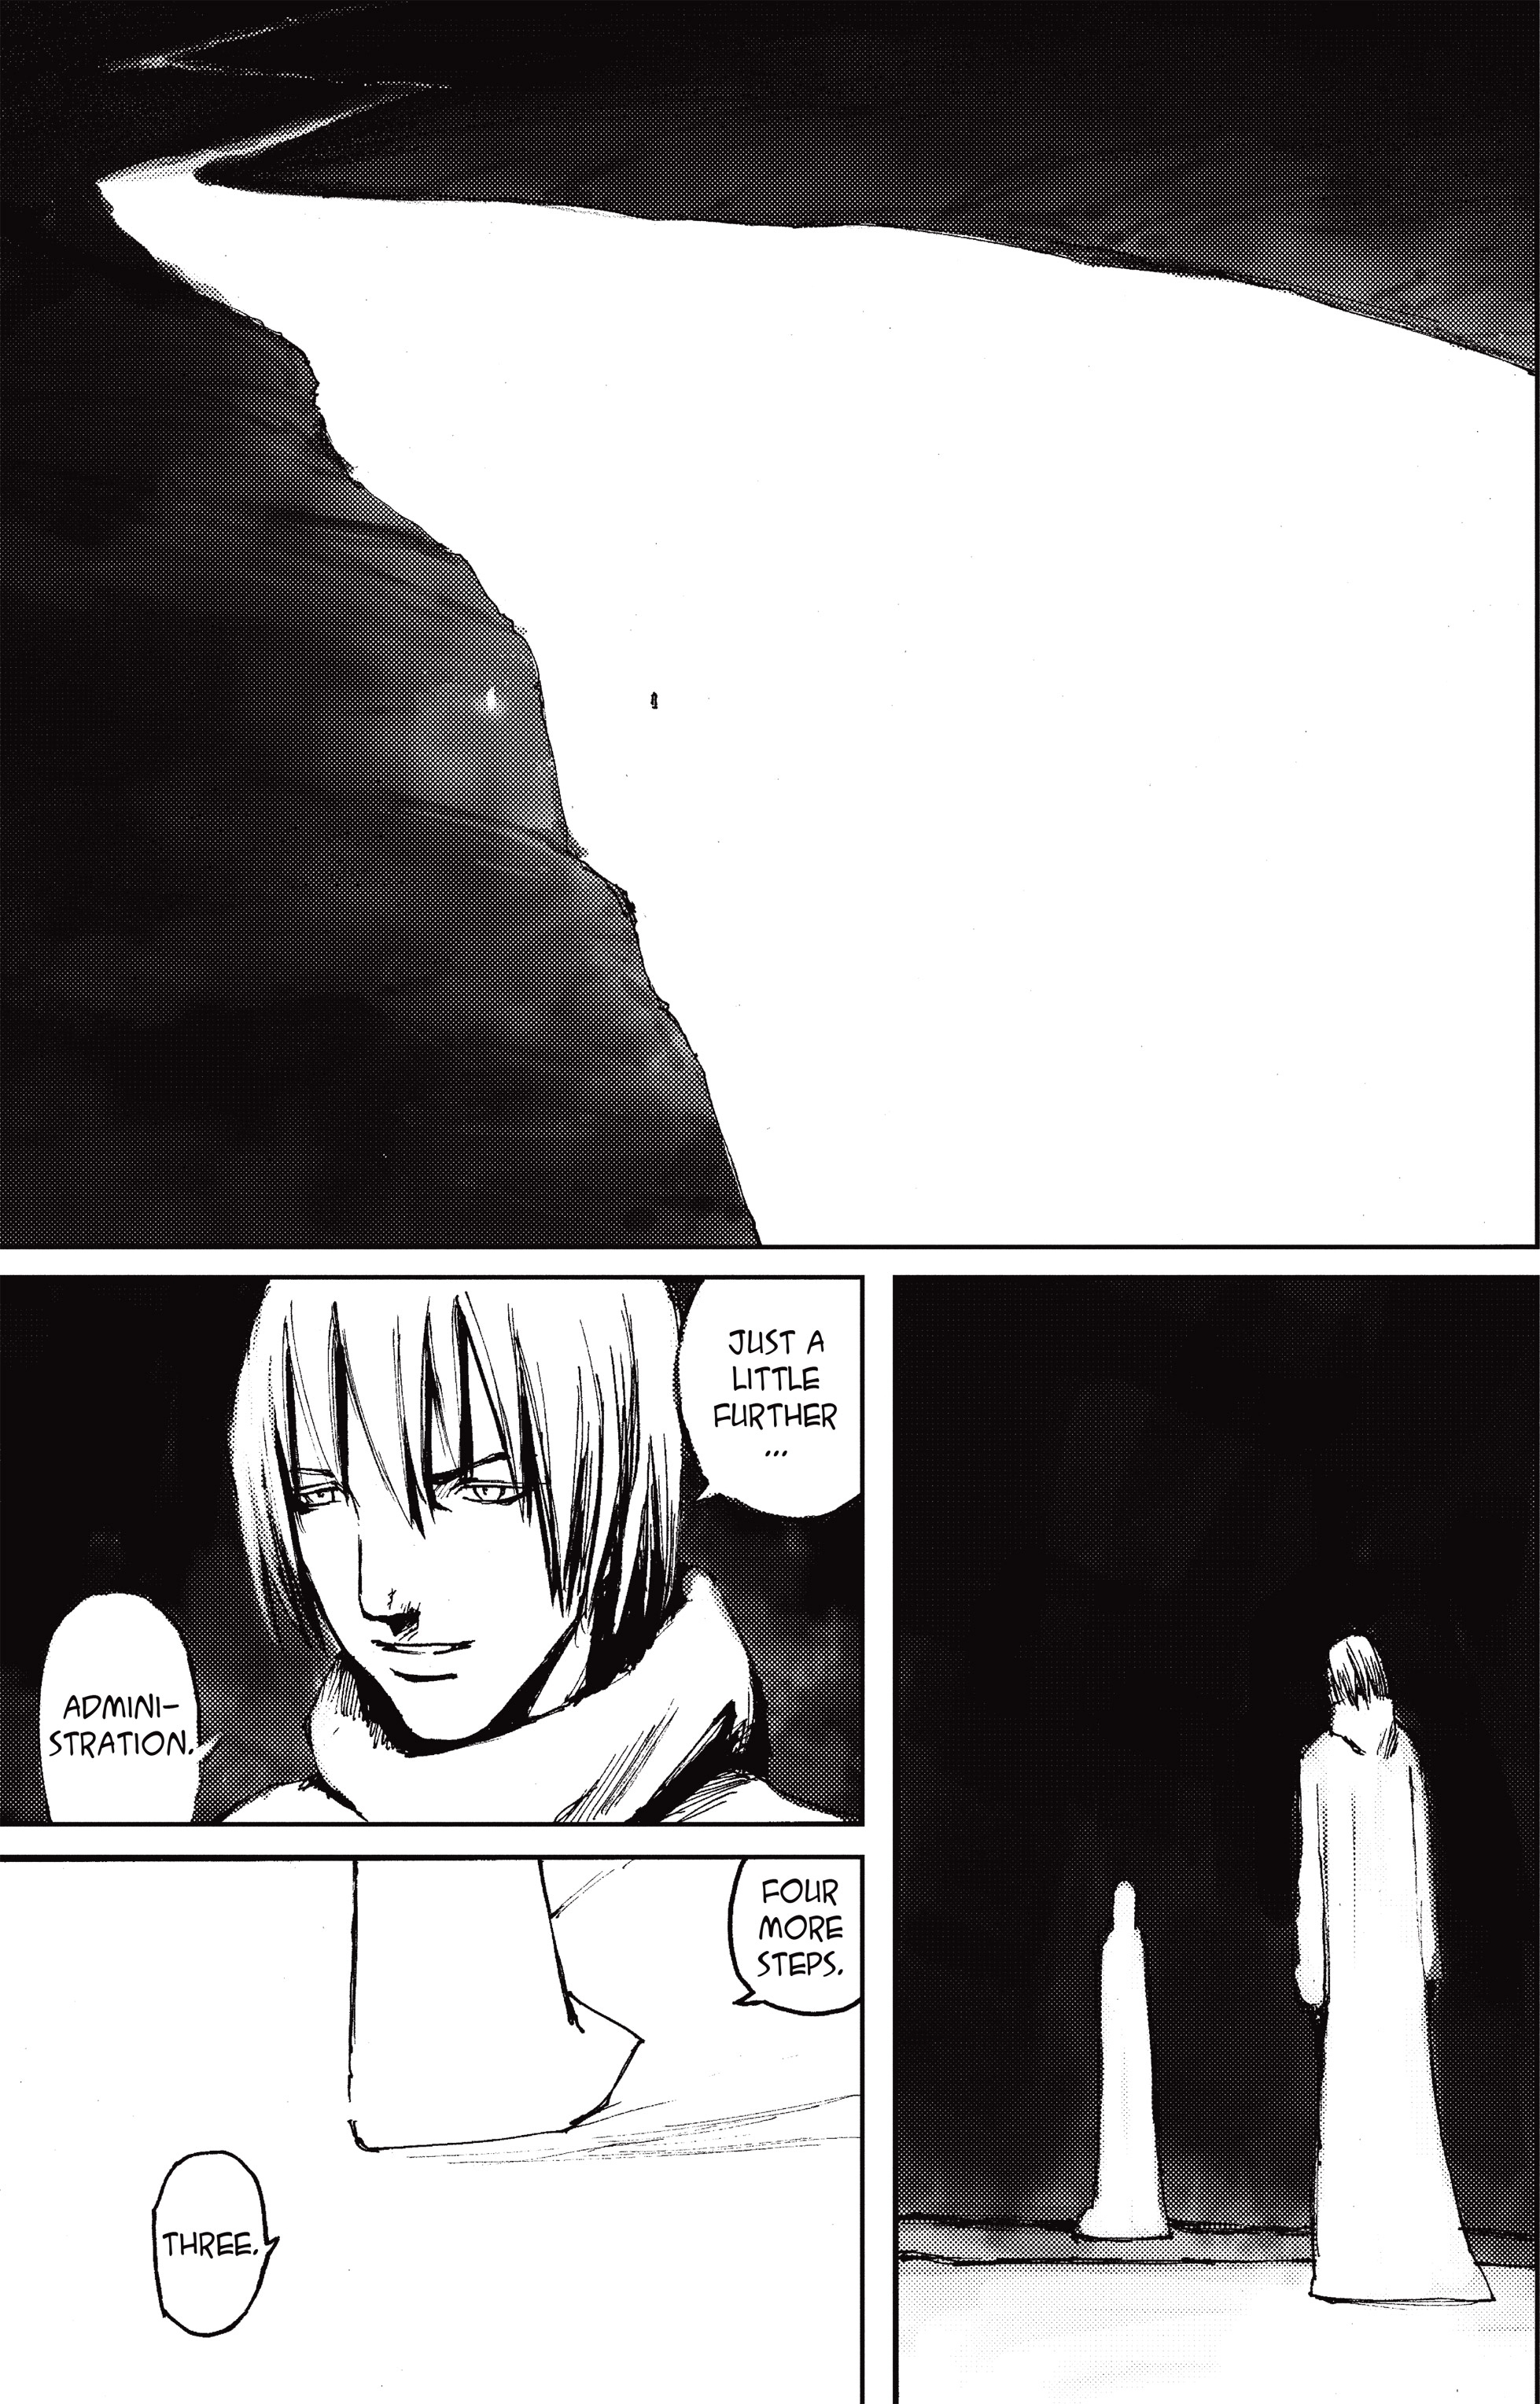 JUST A
LITTLE
FURTHER
...
ADMINI-
STRATION.
FOUR
MORE
STEPS.
THREE.